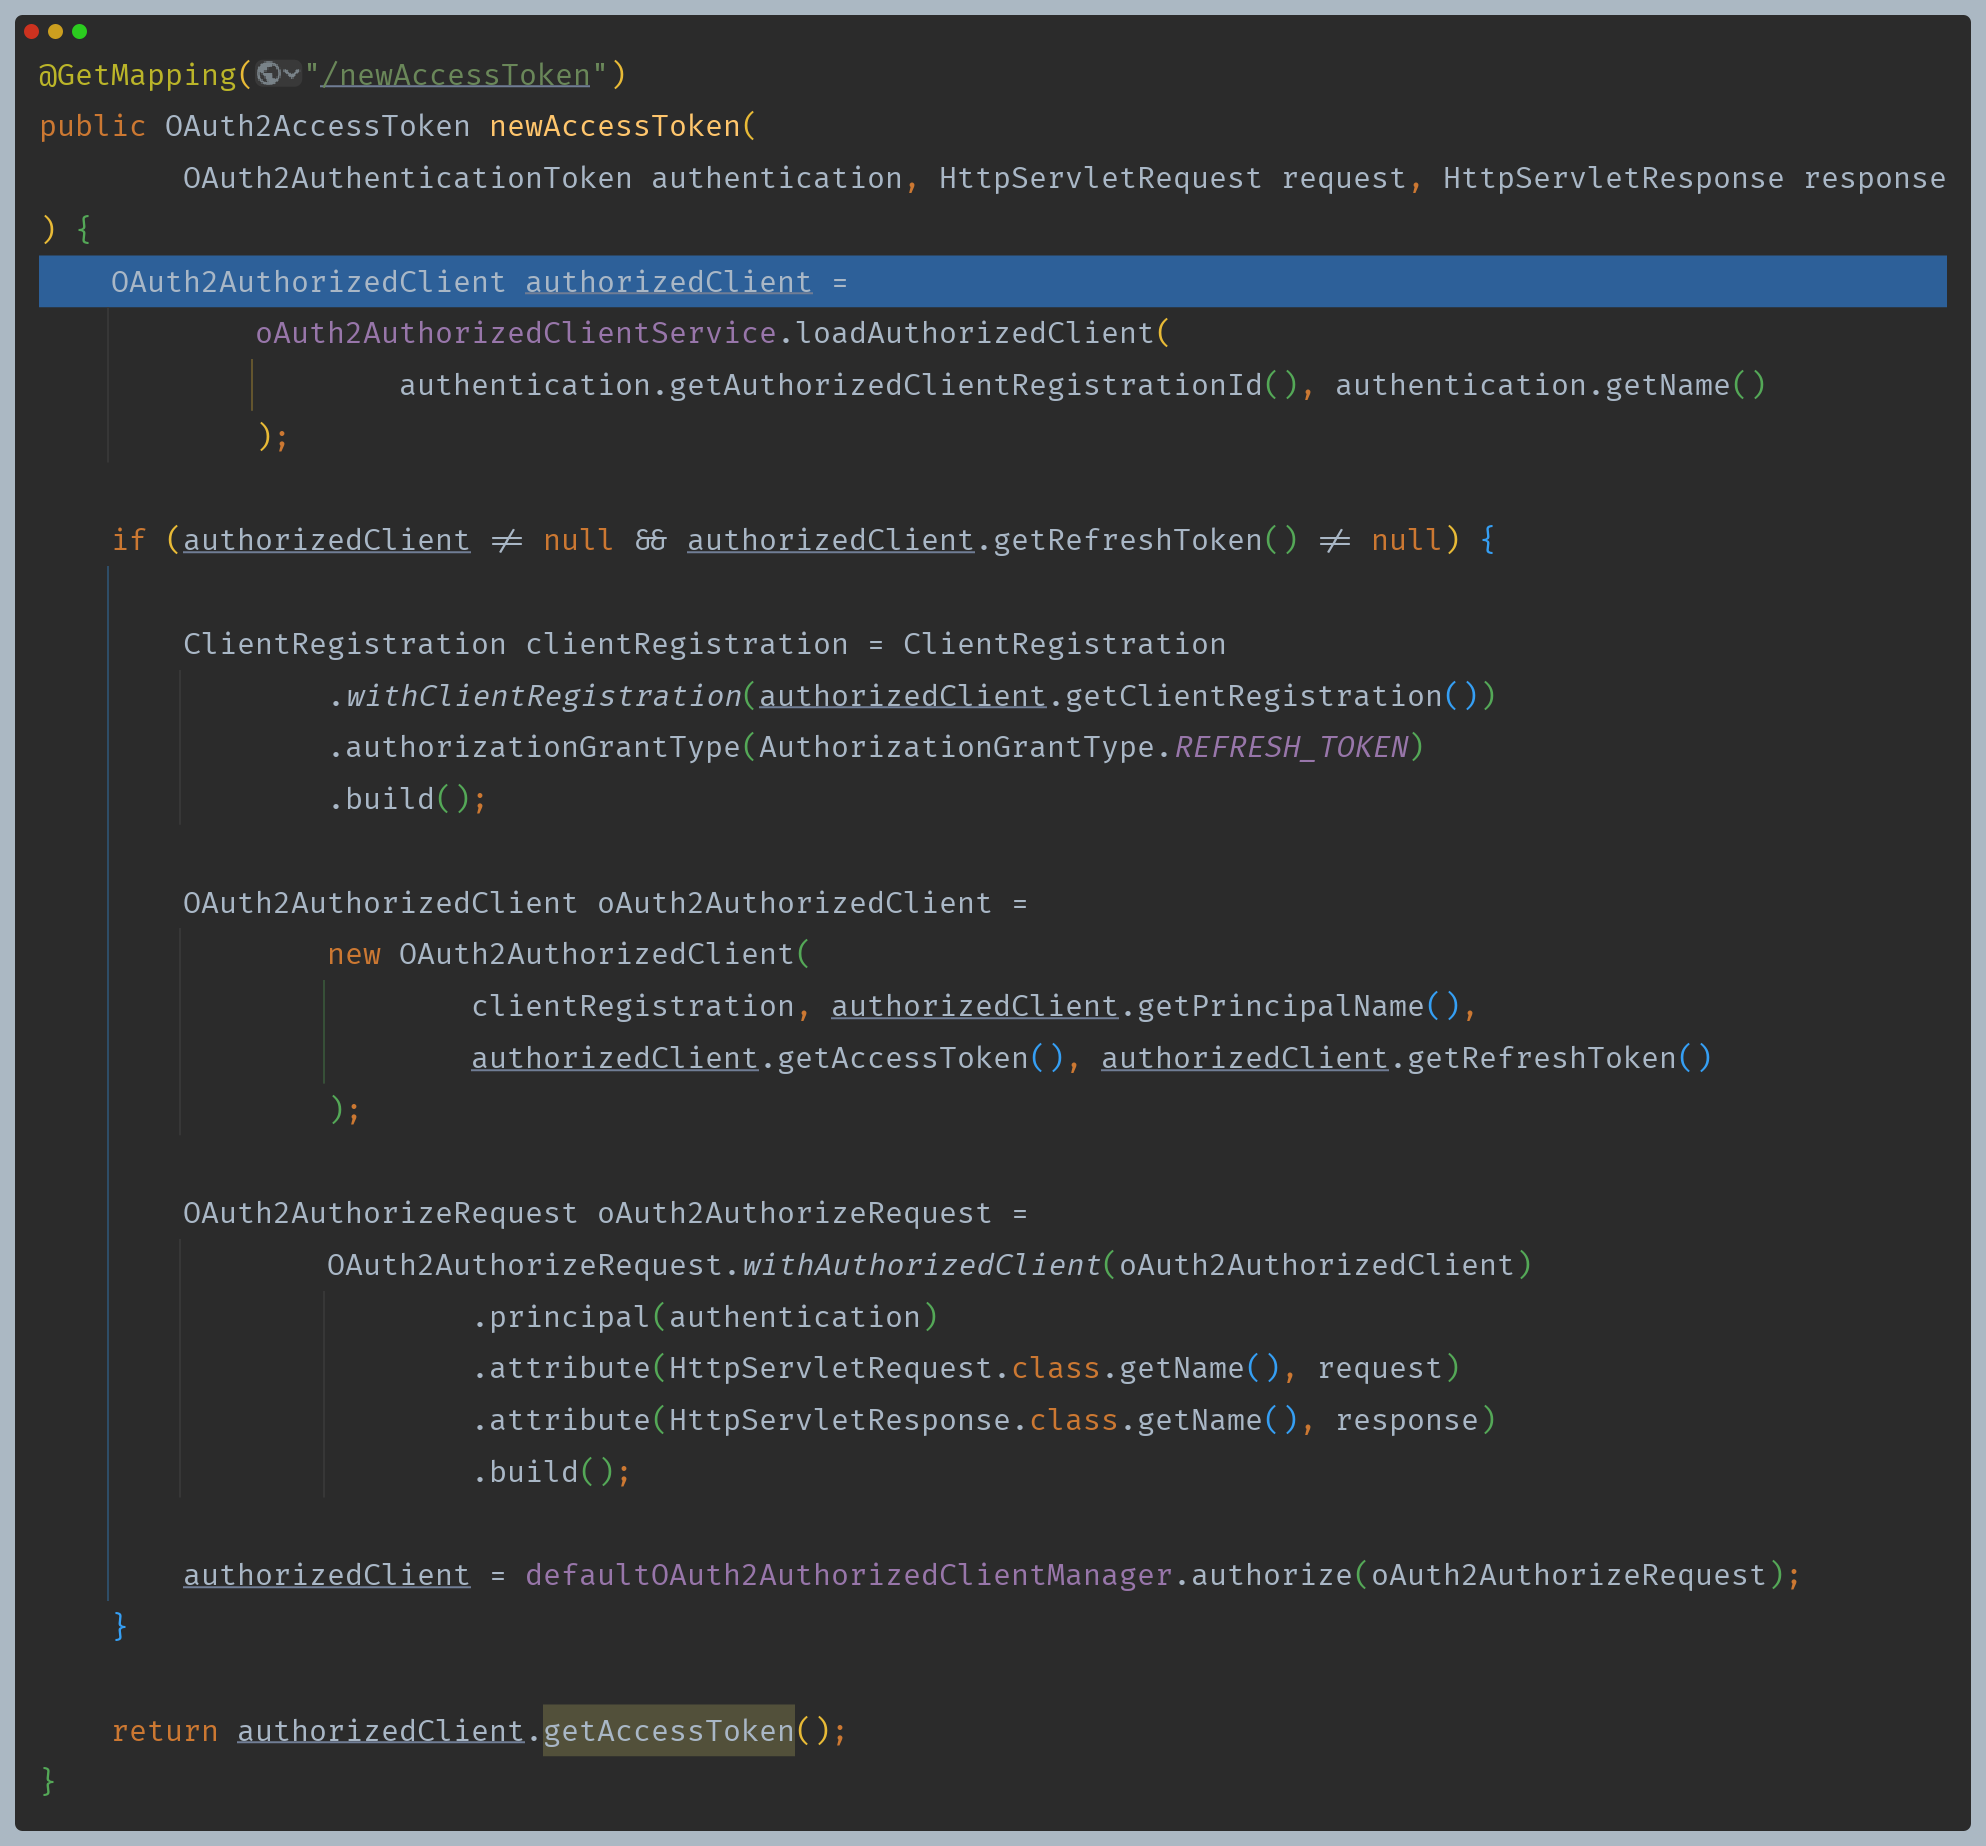 @GetMapping("/newAccessToken")
public OAuth2AccessToken newAccessToken(
        OAuth2AuthenticationToken authentication, HttpServletRequest request, HttpServletResponse response
) {
    OAuth2AuthorizedClient authorizedClient =
            oAuth2AuthorizedClientService.loadAuthorizedClient(
                    authentication.getAuthorizedClientRegistrationId(), authentication.getName()
            );
    if (authorizedClient != null && authorizedClient.getRefreshToken() != null) {
        ClientRegistration clientRegistration = ClientRegistration
                .withClientRegistration(authorizedClient.getClientRegistration())
                .authorizationGrantType(AuthorizationGrantType.REFRESH_TOKEN)
                .build();
        OAuth2AuthorizedClient oAuth2AuthorizedClient =
                new OAuth2AuthorizedClient(
                        clientRegistration, authorizedClient.getPrincipalName(),
                        authorizedClient.getAccessToken(), authorizedClient.getRefreshToken()
                );
        OAuth2AuthorizeRequest oAuth2AuthorizeRequest =
                OAuth2AuthorizeRequest.withAuthorizedClient(oAuth2AuthorizedClient)
                        .principal(authentication)
                        .attribute(HttpServletRequest.class.getName(), request)
                        .attribute(HttpServletResponse.class.getName(), response)
                        .build();
        authorizedClient = defaultOAuth2AuthorizedClientManager.authorize(oAuth2AuthorizeRequest);
    }
    return authorizedClient.getAccessToken();
}